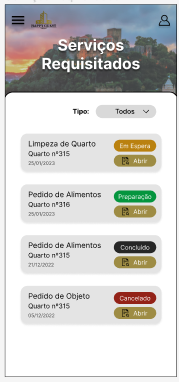 Serviços
Requisitados
Tipo: Todos
Limpeza de Quarto
Em Espera
Quarto nº315
25/01/2023
Abrir
Pedido de Alimentos
Preparação
Quarto nº316
25/01/2023
Abrir
Pedido de Alimentos
Concluído
Quarto nº315
21/12/2022
Abrir
Pedido de Objeto
Cancelado
Quarto nº315
05/12/2022
Abrir